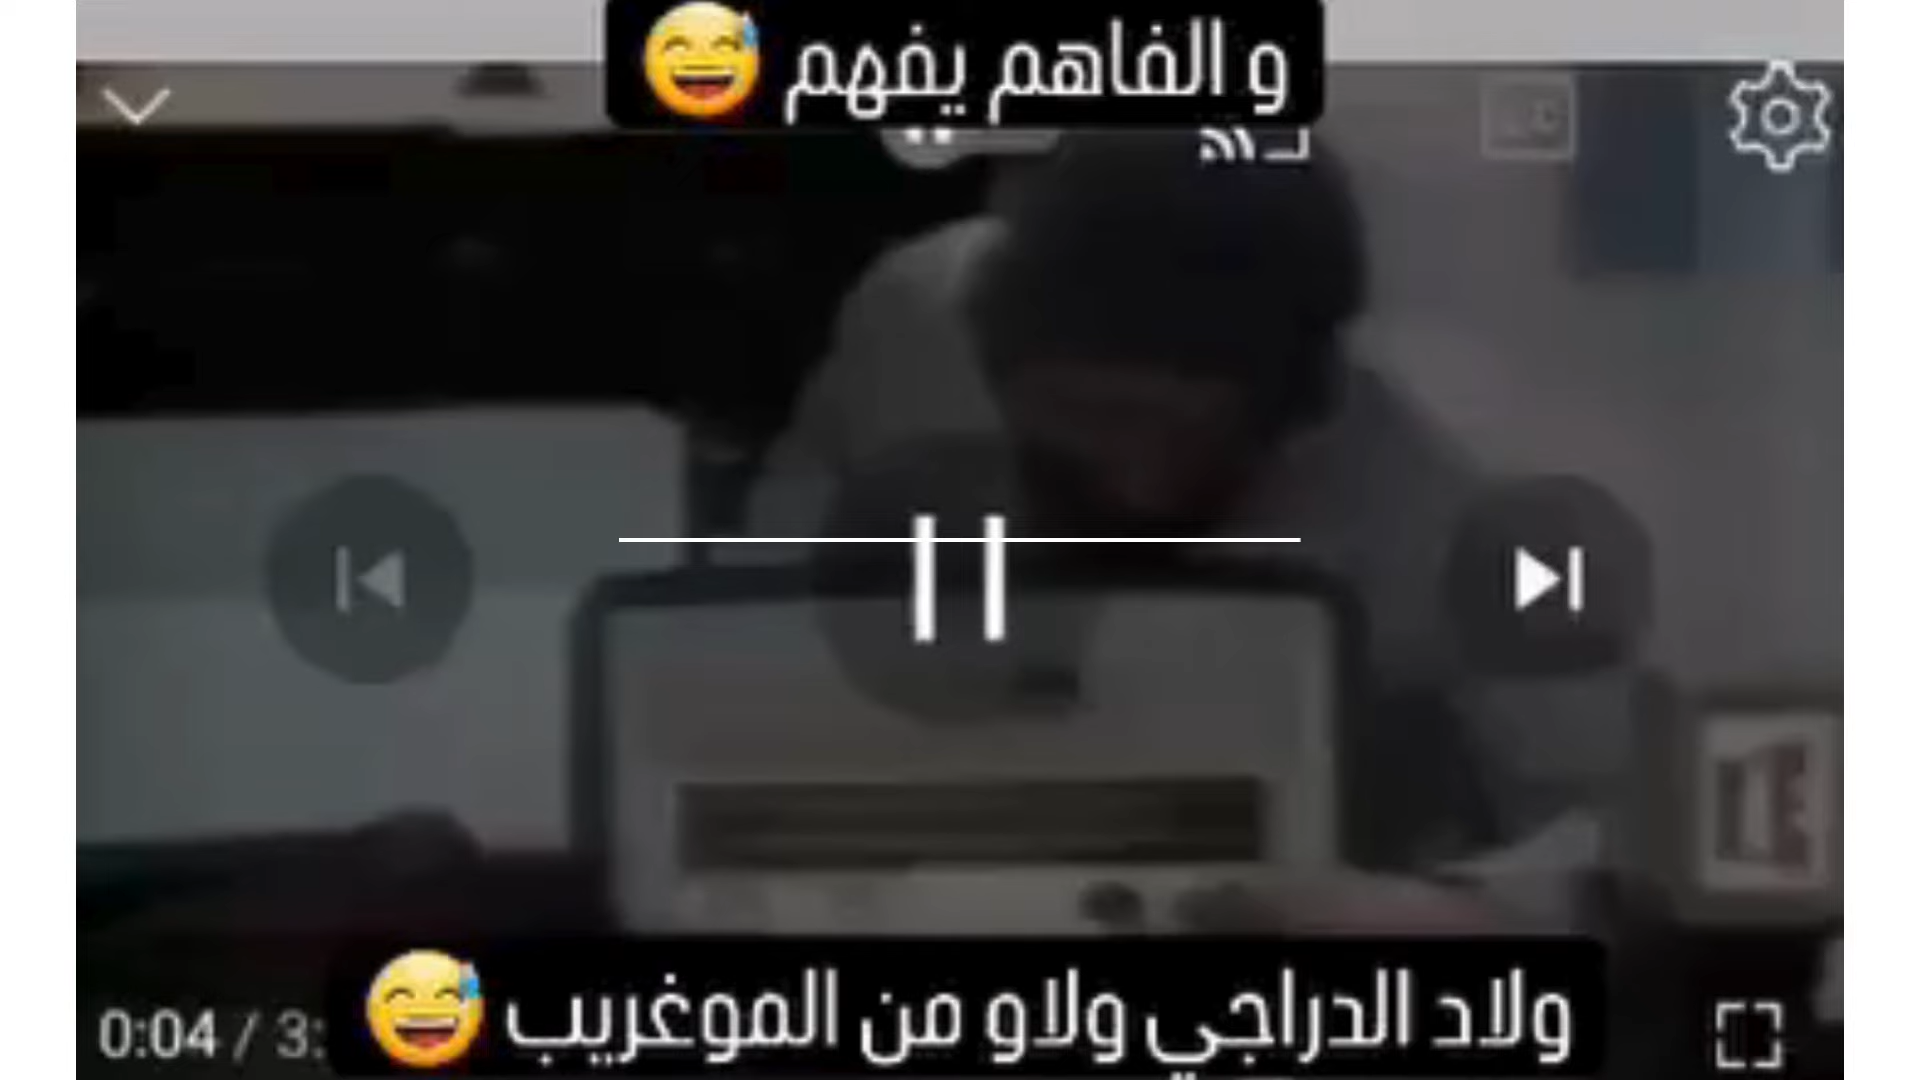 و الفاهم يفهم 😅
ولاد الدراجي ولاو من الموغريب 😅
0:04 / 3: